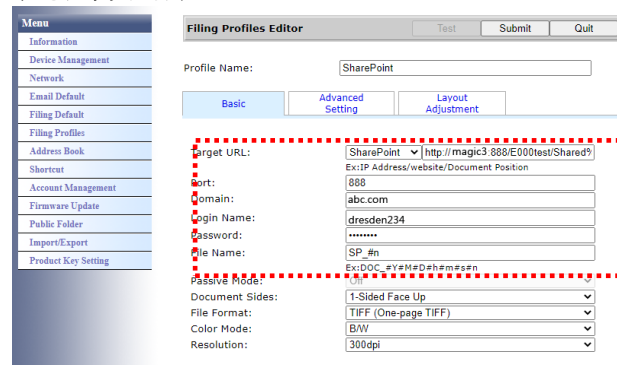 Menu
Information
Device Management
Network
Email Default
Filing Default
Filing Profiles
Address Book
Shortcut
Account Management
Firmware Update
Public Folder
Import/Export
Product Key Setting
Filing Profiles Editor Test Submit Quit
Profile Name: SharePoint
Basic
Advanced Setting
Layout Adjustment
Target URL: SharePoint http://magic3:888/E000test/Shared%
Ex:IP Address/website/Document Position
Port: 888
Domain: abc.com
Login Name: dresden234
Password: ••••••••
File Name: SP_#n
Ex:DOC_#Y#M#D#h#m#s#n
Passive Mode: Off
Document Sides: 1-Sided Face Up
File Format: TIFF (One-page TIFF)
Color Mode: B/W
Resolution: 300dpi